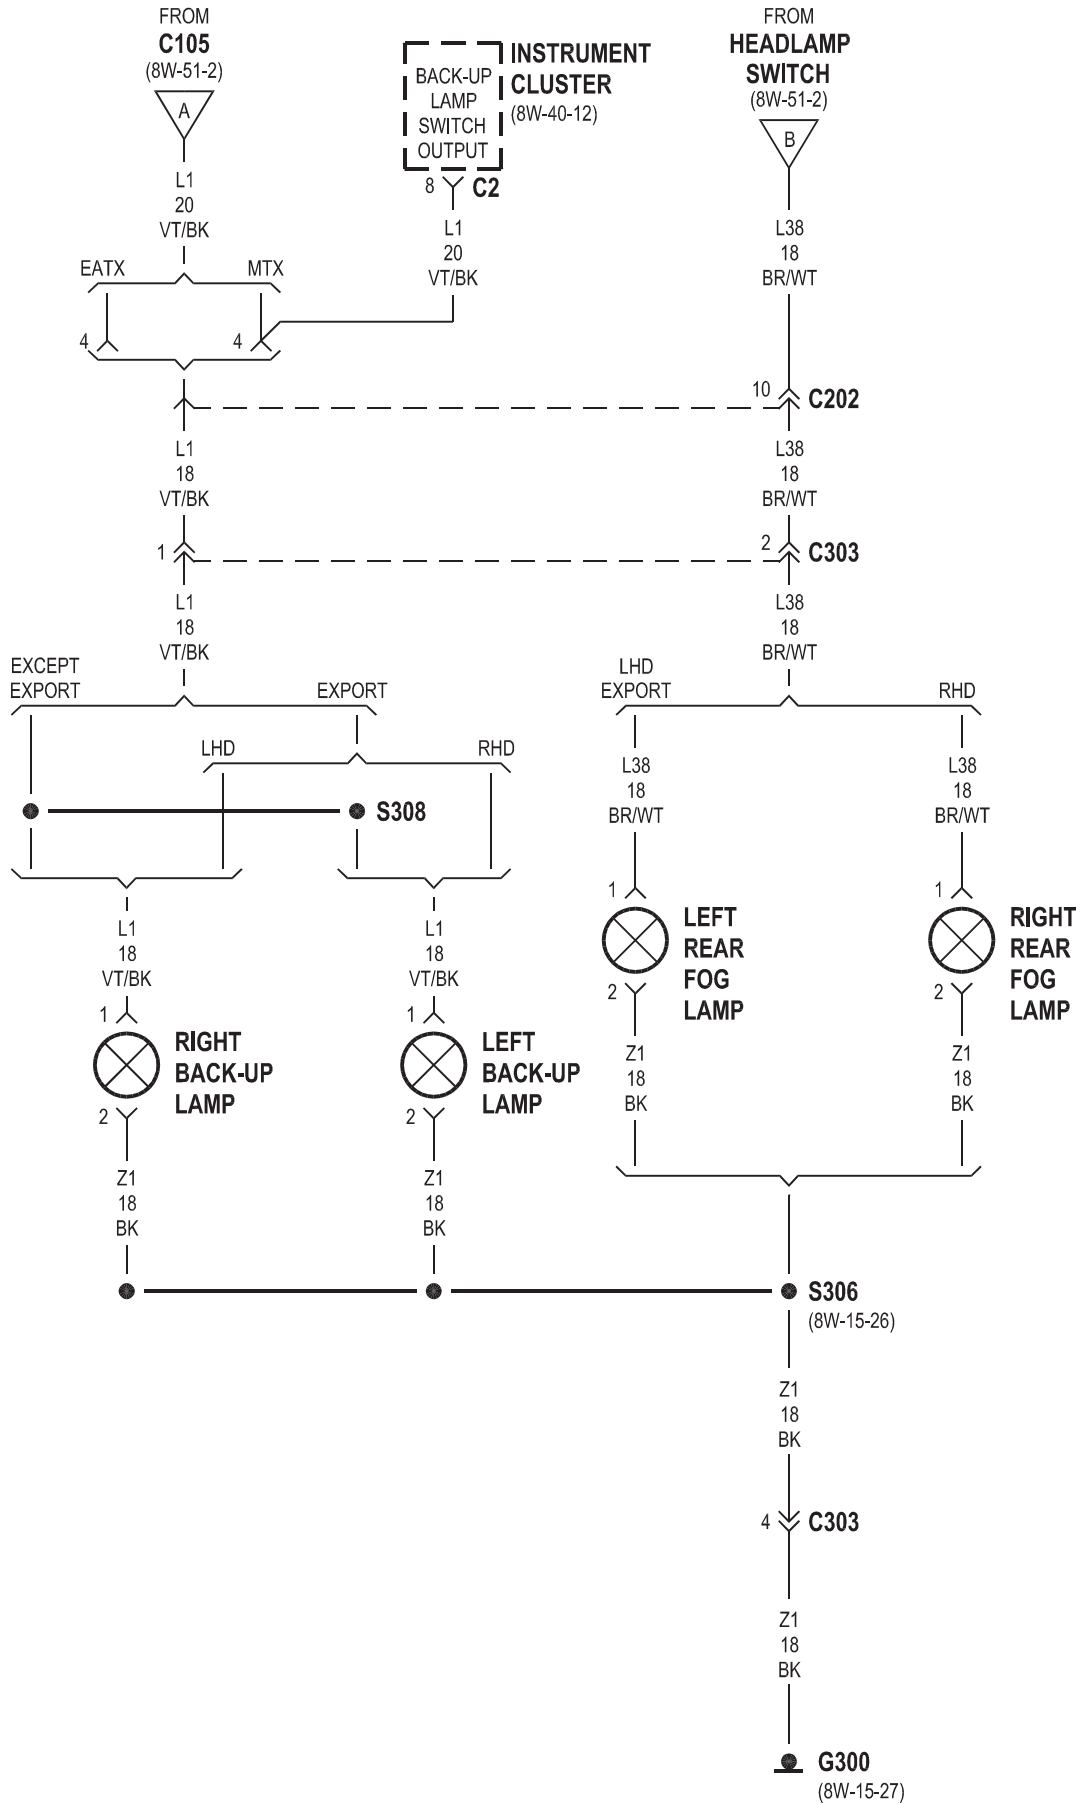 FROM
C105
(8W-51-2)
A
BACK-UP
LAMP
SWITCH
OUTPUT
INSTRUMENT
CLUSTER
(8W-40-12)
FROM
HEADLAMP
SWITCH
(8W-51-2)
B
8
C2
L1
20
VT/BK
L1
20
VT/BK
L38
18
BR/WT
EATX
MTX
4
4
10
C202
L1
18
VT/BK
L38
18
BR/WT
1
2
C303
L1
18
VT/BK
L38
18
BR/WT
EXCEPT
EXPORT
EXPORT
LHD
EXPORT
RHD
LHD
RHD
L38
18
BR/WT
L38
18
BR/WT
S308
1
LEFT
REAR
FOG
LAMP
2
1
RIGHT
REAR
FOG
LAMP
2
L1
18
VT/BK
L1
18
VT/BK
1
RIGHT
BACK-UP
LAMP
2
1
LEFT
BACK-UP
LAMP
2
Z1
18
BK
Z1
18
BK
Z1
18
BK
Z1
18
BK
S306
(8W-15-26)
Z1
18
BK
4
C303
Z1
18
BK
G300
(8W-15-27)